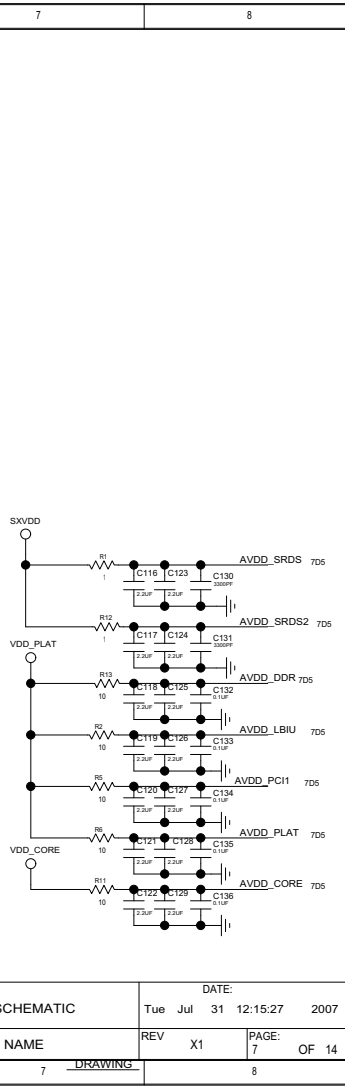 7 8
SXVDD
R1 AVDD_SRDS 7D5
1 C116 C123 C130
2.2UF 2.2UF 3300PF
R12 AVDD_SRDS2 7D5
1 C117 C124 C131
2.2UF 2.2UF 3300PF
VDD_PLAT
R13 AVDD_DDR 7D5
10 C118 C125 C132
2.2UF 2.2UF 0.1UF
R2 AVDD_LBIU 7D5
10 C119 C126 C133
2.2UF 2.2UF 0.1UF
R5 AVDD_PCI1 7D5
10 C120 C127 C134
2.2UF 2.2UF 0.1UF
R6 AVDD_PLAT 7D5
10 C121 C128 C135
2.2UF 2.2UF 0.1UF
VDD_CORE
R11 AVDD_CORE 7D5
10 C122 C129 C136
2.2UF 2.2UF 0.1UF
DATE:
SCHEMATIC Tue Jul 31 12:15:27 2007
NAME REV X1 PAGE: 7 OF 14
7 DRAWING 8